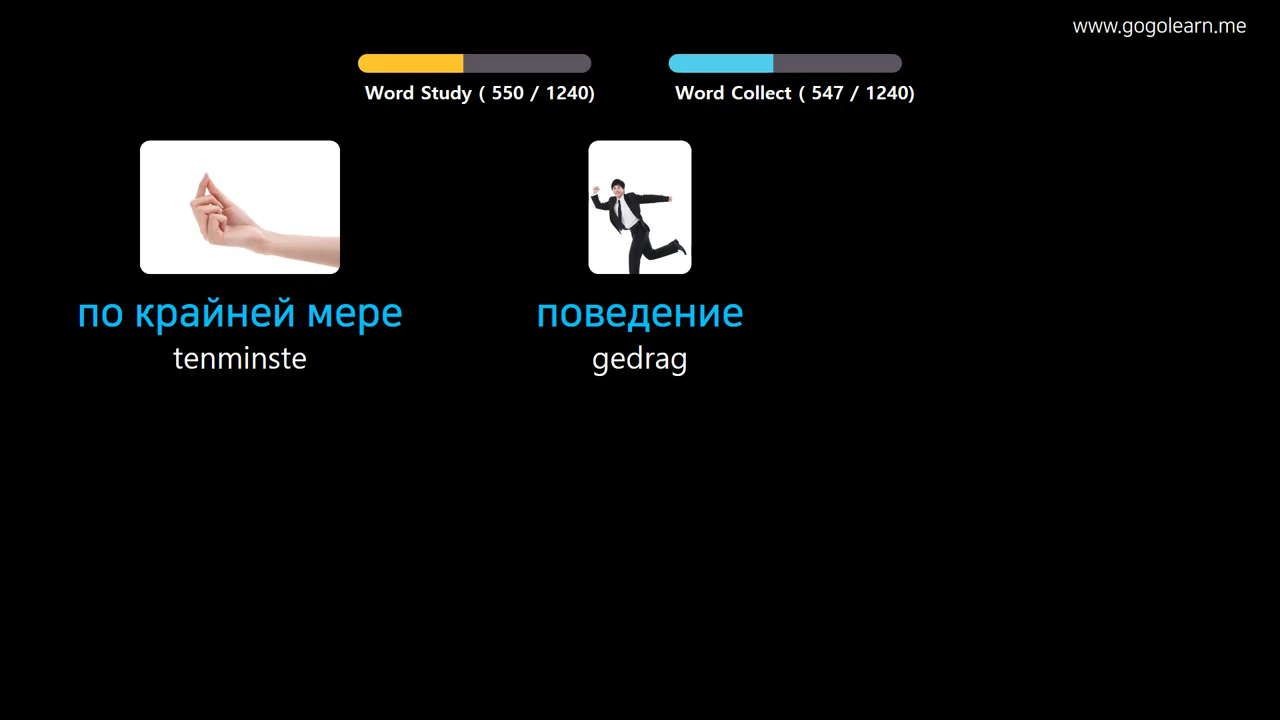 www.gogolearn.me
Word Study ( 550 / 1240)
Word Collect ( 547 / 1240)
по крайней мере
tenminste
поведение
gedrag